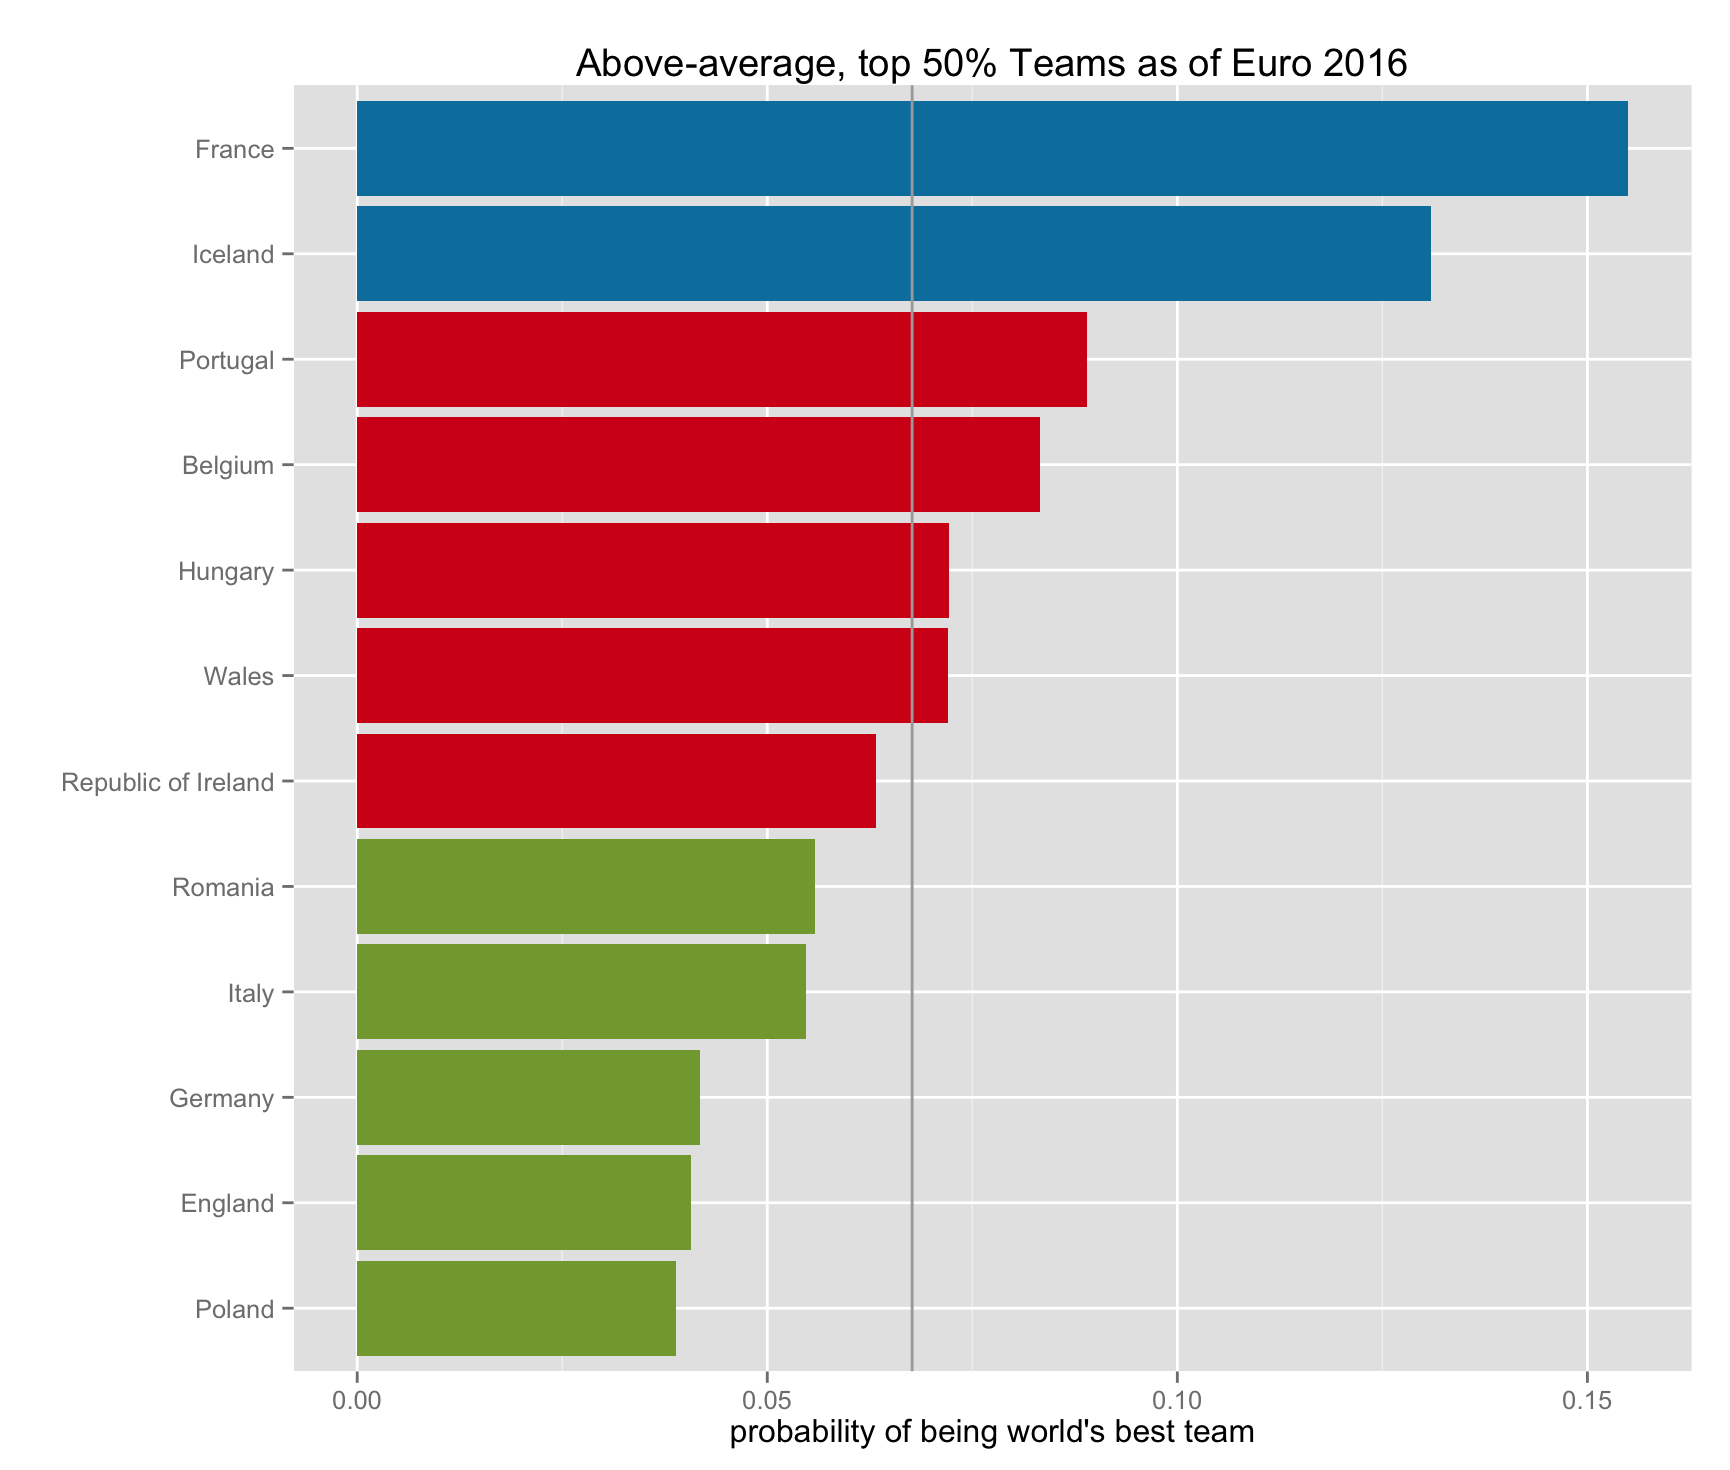 Above-average, top 50% Teams as of Euro 2016
France
Iceland
Portugal
Belgium
Hungary
Wales
Republic of Ireland
Romania
Italy
Germany
England
Poland
0.00 0.05 0.10 0.15
probability of being world's best team